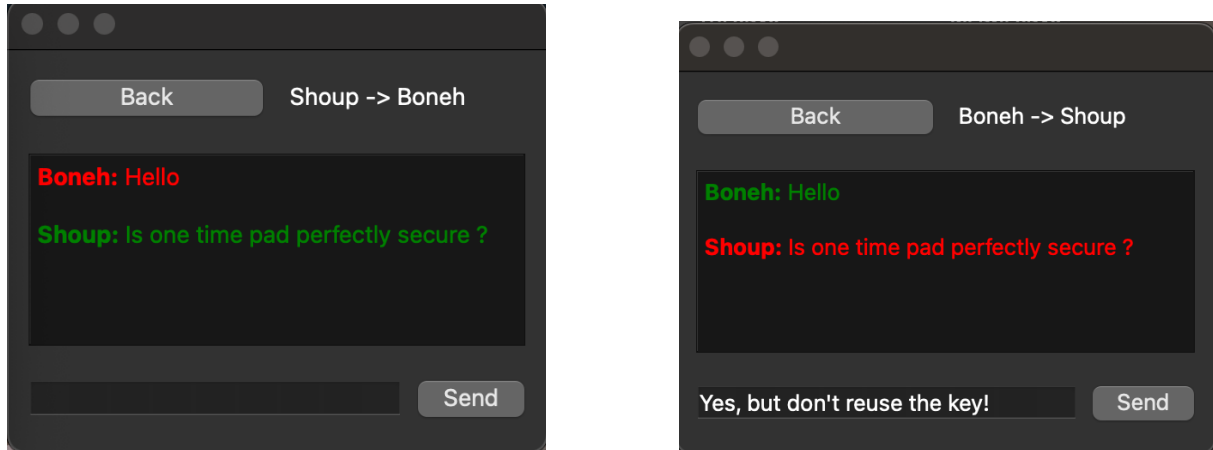 Back
Shoup -> Boneh
Boneh: Hello
Shoup: Is one time pad perfectly secure ?
Send
Back
Boneh -> Shoup
Boneh: Hello
Shoup: Is one time pad perfectly secure ?
Yes, but don't reuse the key!
Send